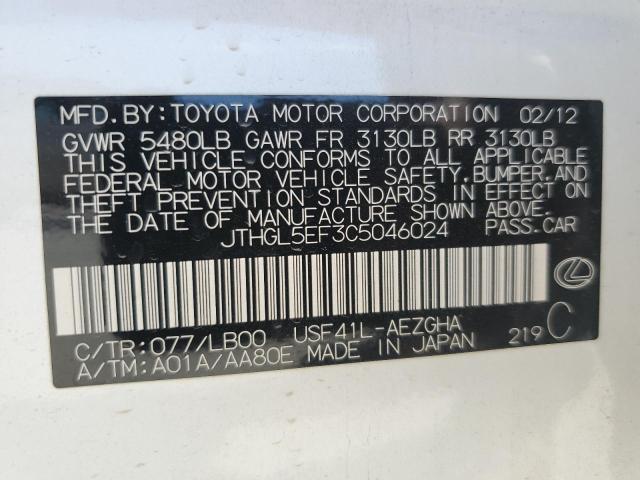 MFD. BY: TOYOTA MOTOR CORPORATION 02/12
GVWR 5480LB GAWR FR 3130LB RR 3130LB
THIS VEHICLE CONFORMS TO ALL APPLICABLE
FEDERAL MOTOR VEHICLE SAFETY, BUMPER, AND
THEFT PREVENTION STANDARDS IN EFFECT ON
THE DATE OF MANUFACTURE SHOWN ABOVE.
JTHGL5EF3C5046024 PASS.CAR
C/TR: 077/LB00 USF41L-AEZGHA
A/TM: A01A/AA80E MADE IN JAPAN 219 C